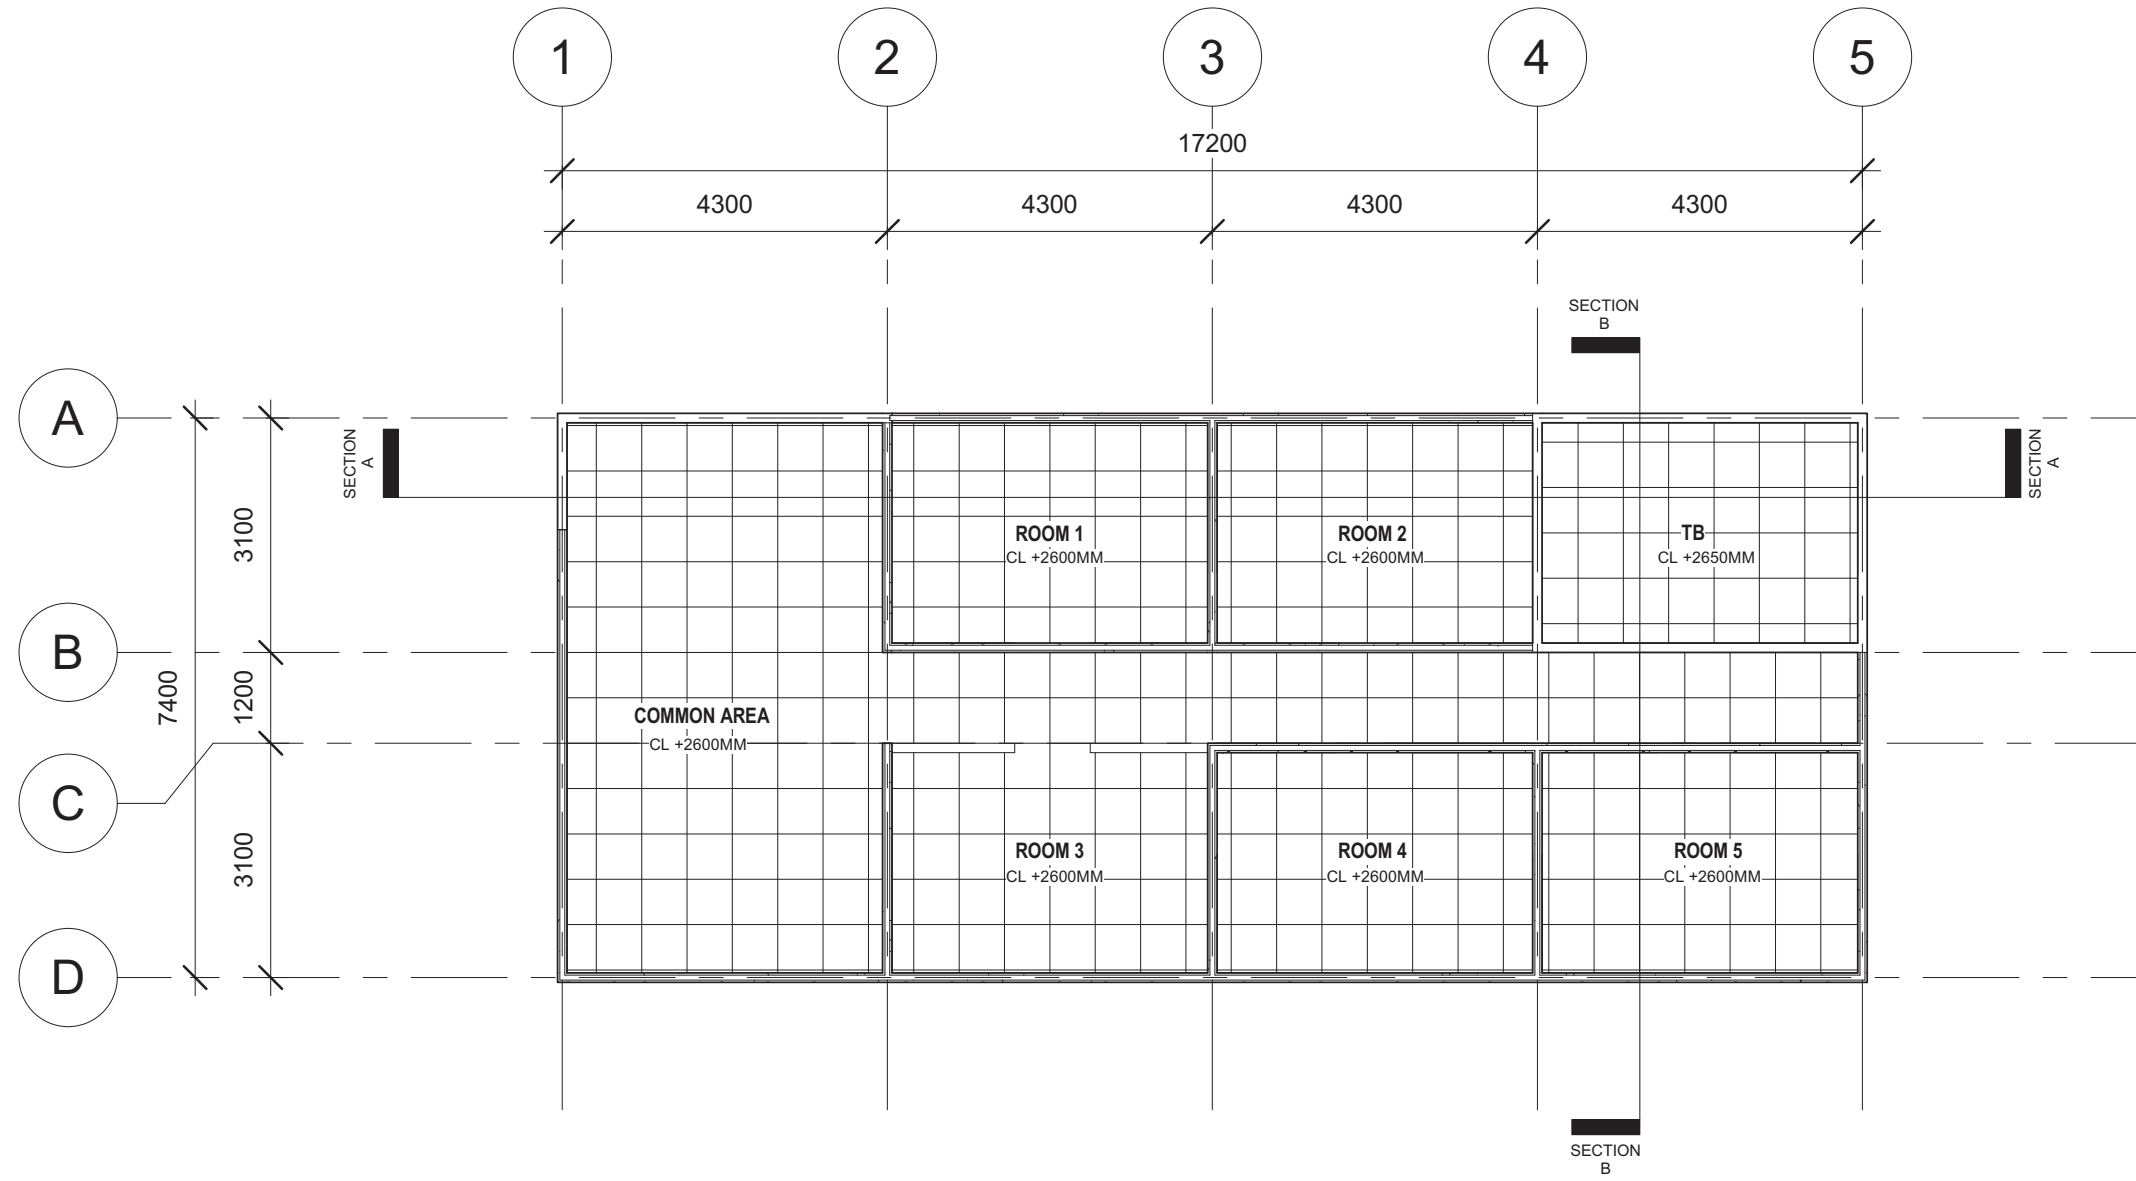 1
2
3
4
5
17200
4300
4300
4300
4300
SECTION
B
A
SECTION
A
SECTION
A
3100
ROOM 1
CL +2600MM
ROOM 2
CL +2600MM
TB
CL +2650MM
B
7400
1200
COMMON AREA
CL +2600MM
C
3100
ROOM 3
CL +2600MM
ROOM 4
CL +2600MM
ROOM 5
CL +2600MM
D
SECTION
B